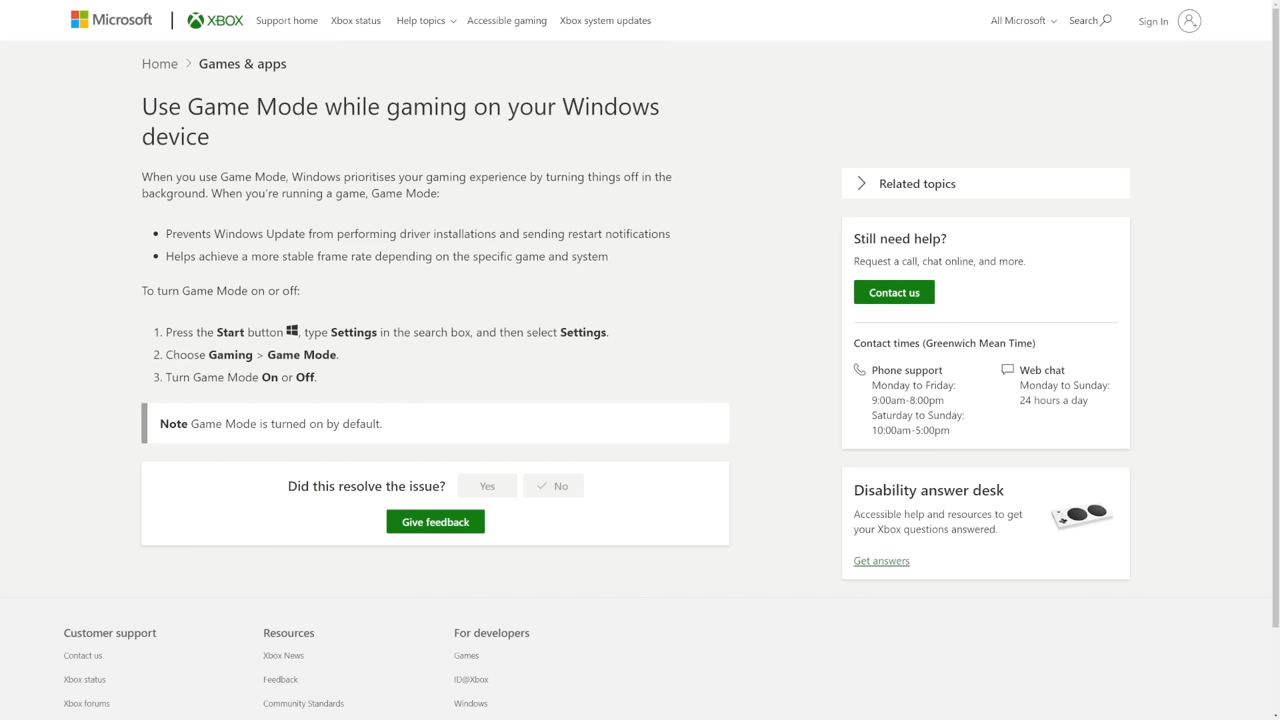 Microsoft
XBOX
Support home
Xbox status
Help topics
Accessible gaming
Xbox system updates
All Microsoft
Search
Sign In
Home
Games & apps
Use Game Mode while gaming on your Windows
device
When you use Game Mode, Windows prioritises your gaming experience by turning things off in the
background. When you're running a game, Game Mode:
• Prevents Windows Update from performing driver installations and sending restart notifications
• Helps achieve a more stable frame rate depending on the specific game and system
To turn Game Mode on or off:
1. Press the Start button , type Settings in the search box, and then select Settings.
2. Choose Gaming > Game Mode.
3. Turn Game Mode On or Off.
Note Game Mode is turned on by default.
Did this resolve the issue? Yes No
Give feedback
Related topics
Still need help?
Request a call, chat online, and more.
Contact us
Contact times (Greenwich Mean Time)
Phone support
Monday to Friday:
9:00am-8:00pm
Saturday to Sunday:
10:00am-5:00pm
Web chat
Monday to Sunday:
24 hours a day
Disability answer desk
Accessible help and resources to get
your Xbox questions answered.
Get answers
Customer support
Contact us
Xbox status
Xbox forums
Resources
Xbox News
Feedback
Community Standards
For developers
Games
ID@Xbox
Windows